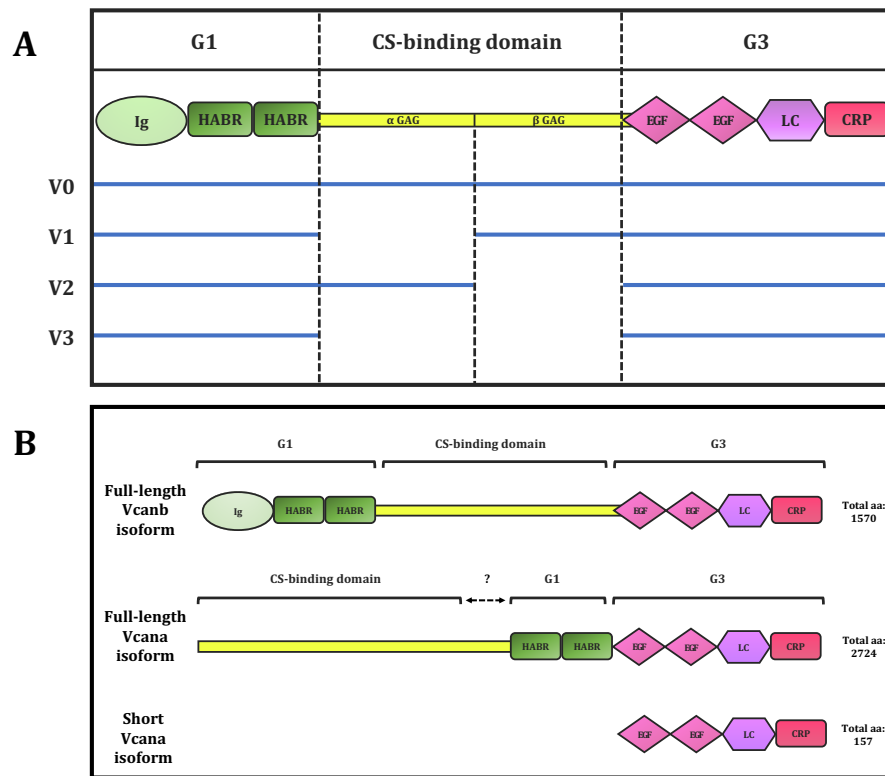 A
G1 CS-binding domain G3
Ig HABR HABR α GAG β GAG EGF EGF LC CRP
V0
V1
V2
V3
B
G1 CS-binding domain G3
Full-length
Vcanb
isoform
Ig HABR HABR EGF EGF LC CRP
Total aa:
1570
CS-binding domain ? G1 G3
Full-length
Vcana
isoform
HABR HABR EGF EGF LC CRP
Total aa:
2724
Short
Vcana
isoform
EGF EGF LC CRP
Total aa:
157